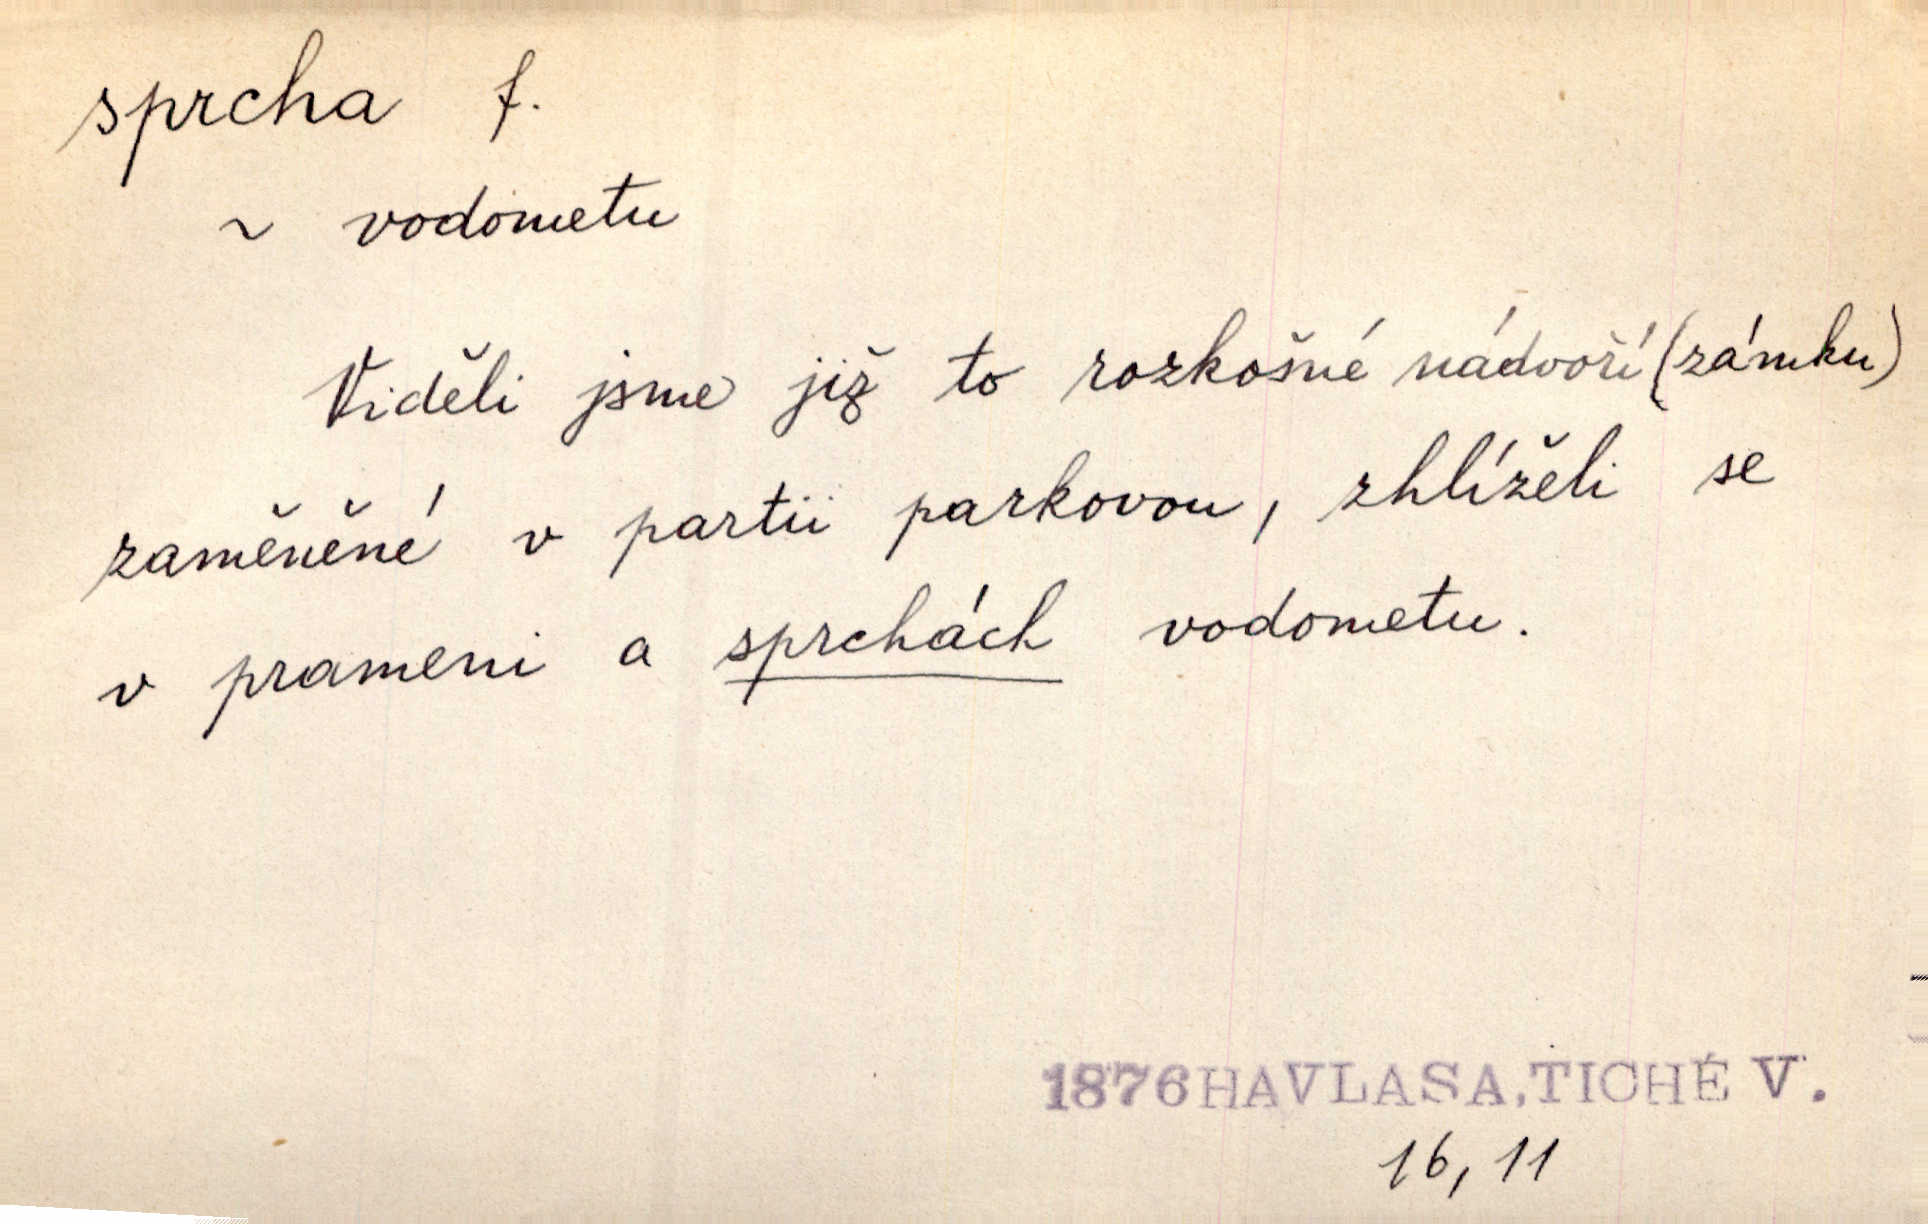 sprcha f.
~ vodometu
Viděli jsme již to rozkošné nádvoří (zámku)
zaměněné v partii parkovou, zhlíželi se
v prameni a sprchách vodometu.
1876 HAVLASA, TICHÉ V.
16, 11